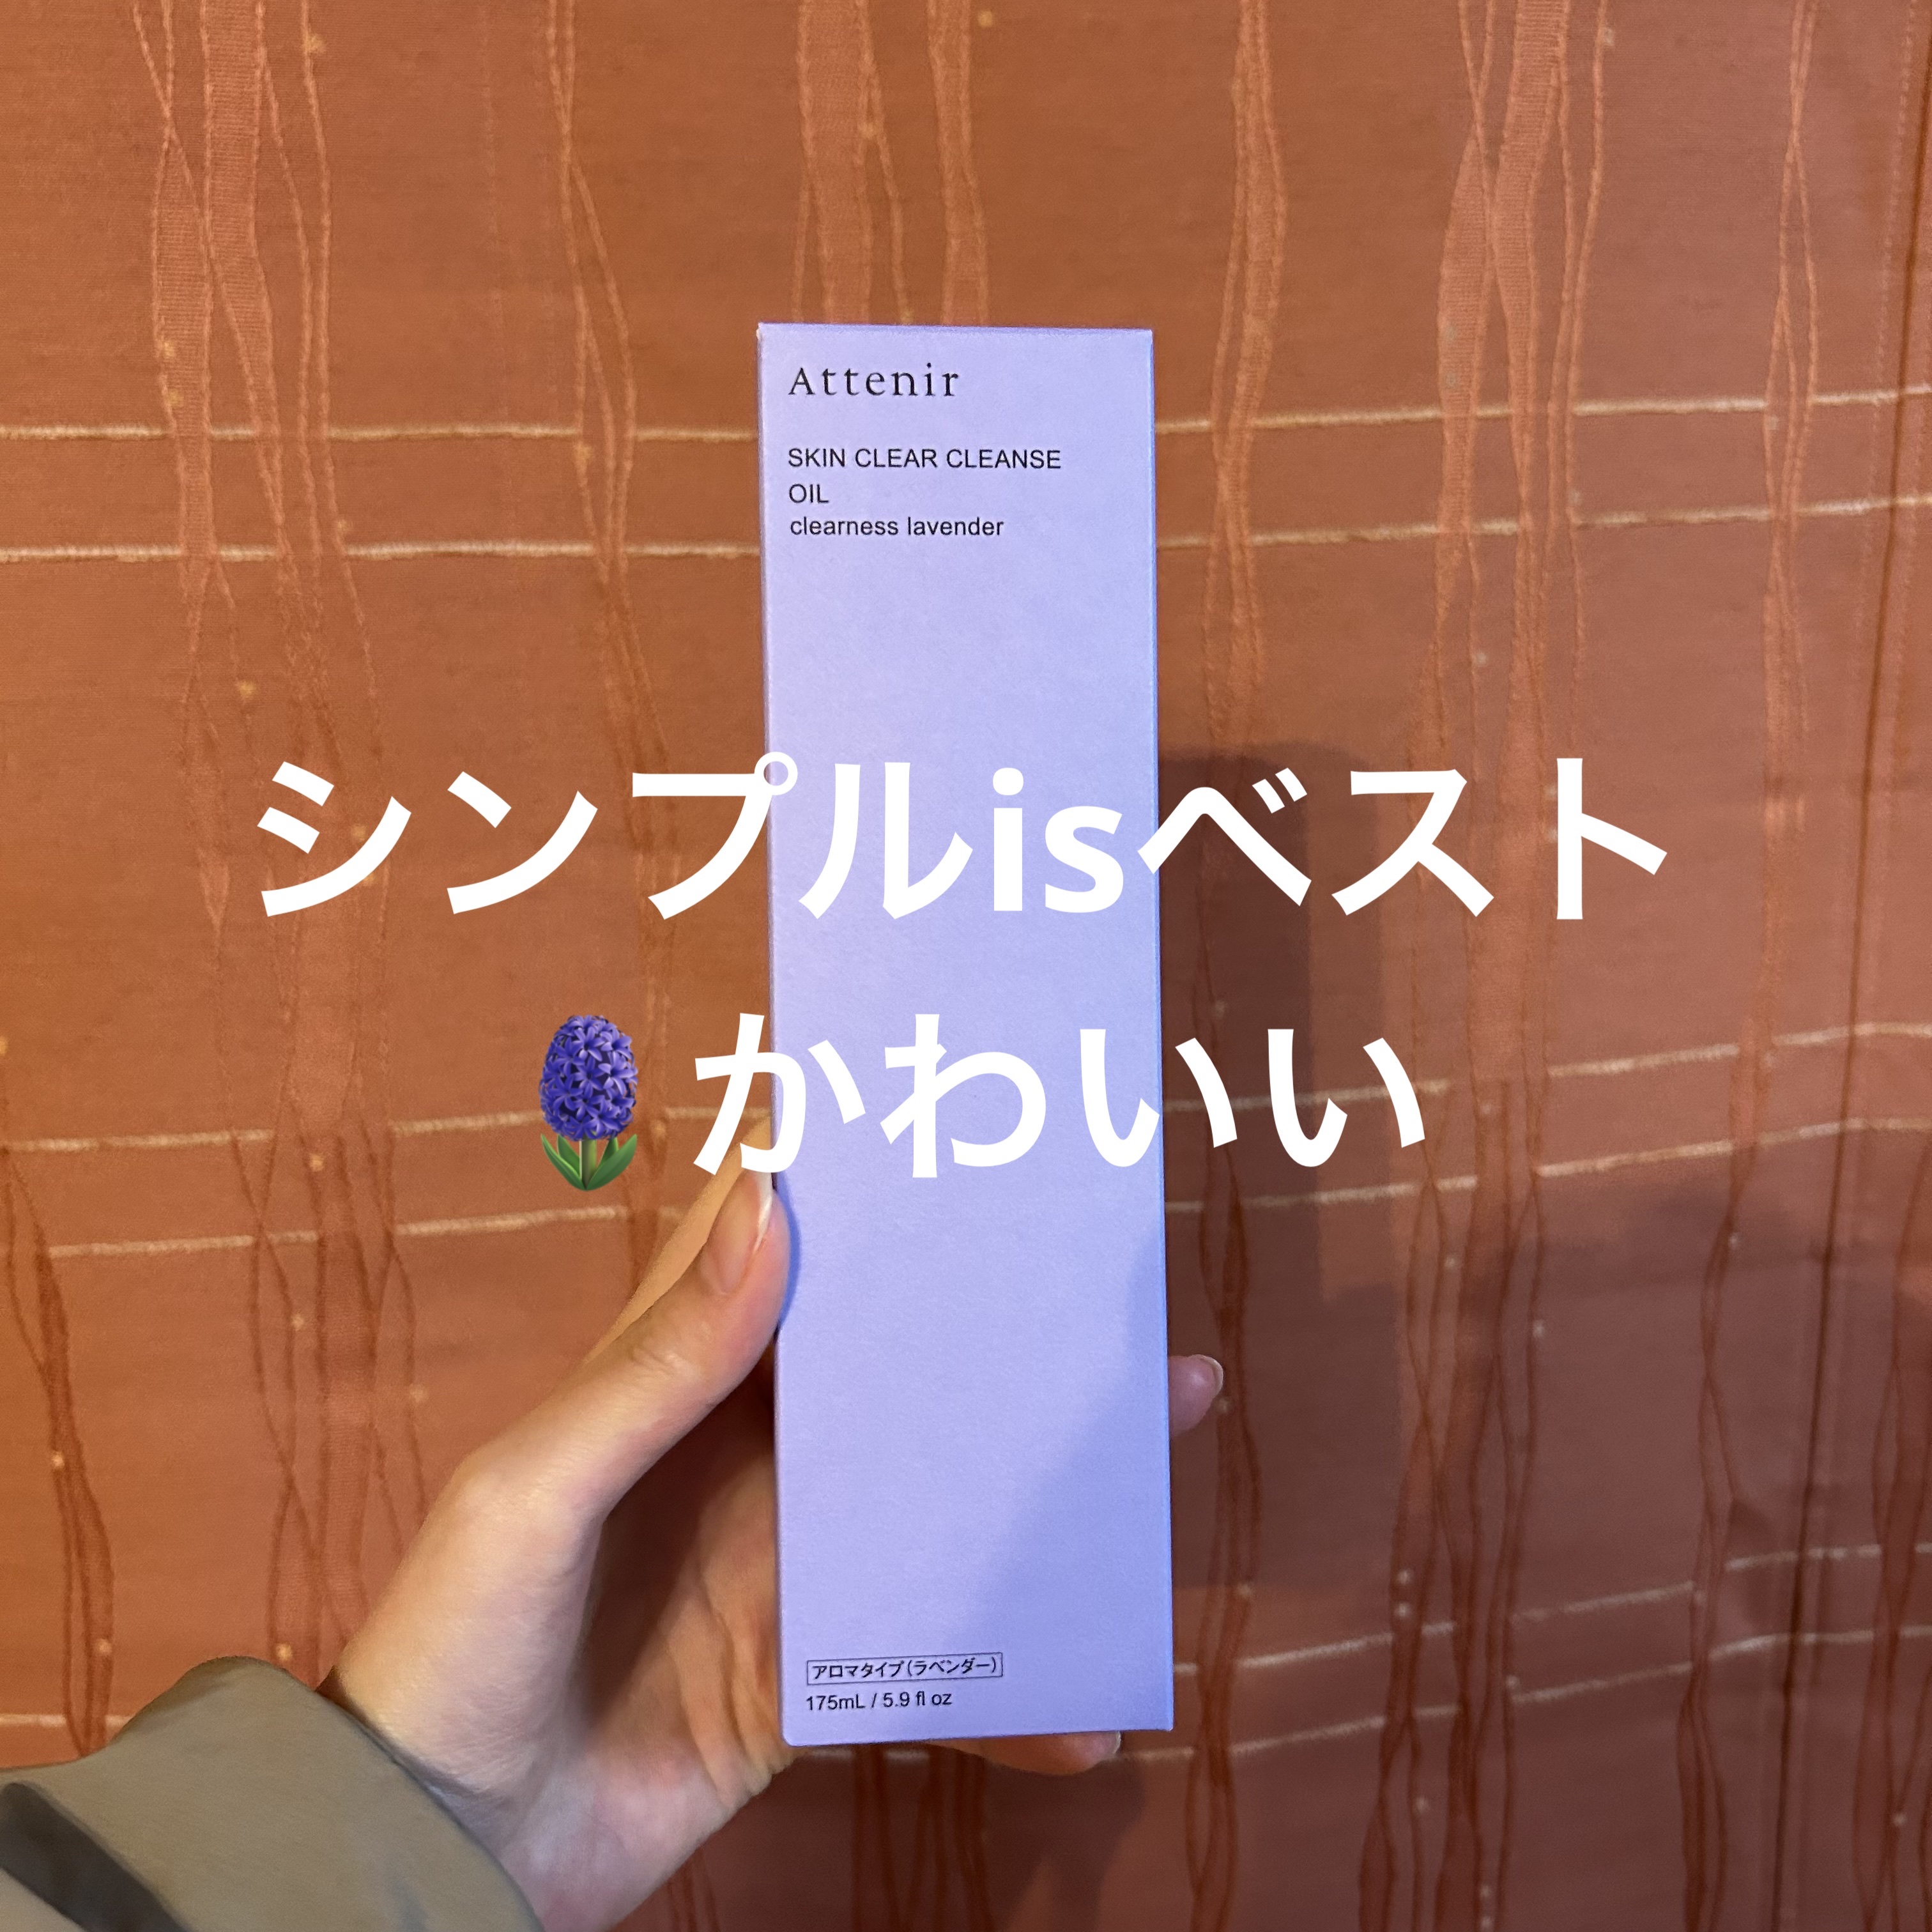 Attenir
SKIN CLEAR CLEANSE
OIL
clearness lavender
シンプルisベスト
🪻かわいい
アロマタイプ(ラベンダー)
175mL / 5.9 fl oz